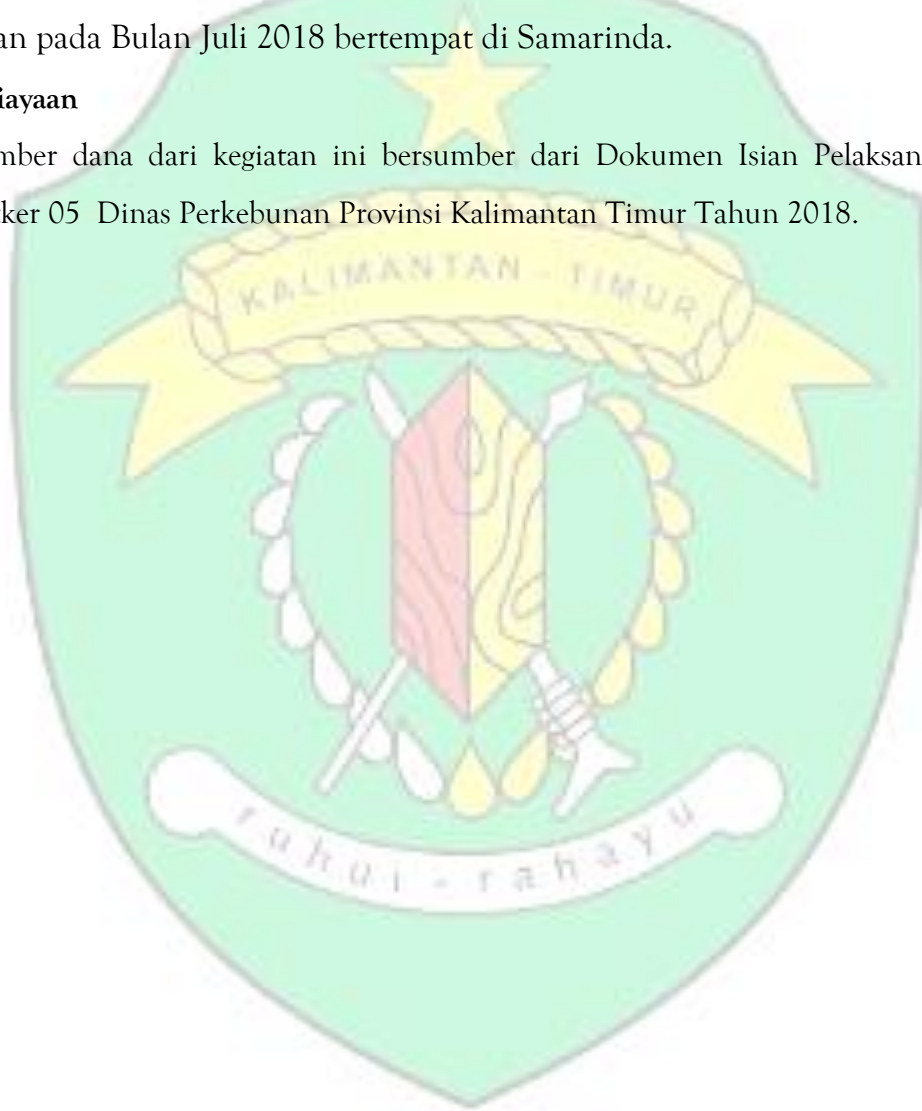 an pada Bulan Juli 2018 bertempat di Samarinda.
iayaan
mber dana dari kegiatan ini bersumber dari Dokumen Isian Pelaksan
ker 05 Dinas Perkebunan Provinsi Kalimantan Timur Tahun 2018.
KALIMANTAN - TIMUR
ruhui - rahayu